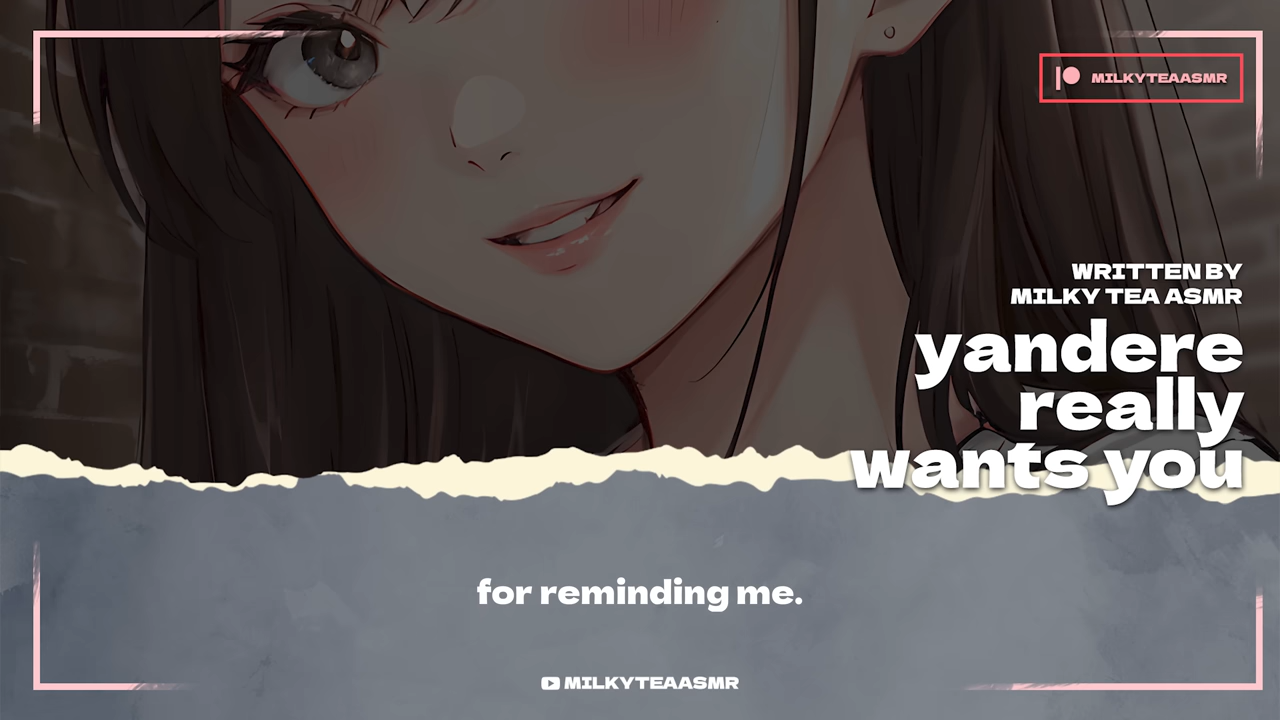 MILKYTEAASMR
WRITTEN BY
MILKY TEA ASMR
yandere
really
wants you
for reminding me.
MILKYTEAASMR